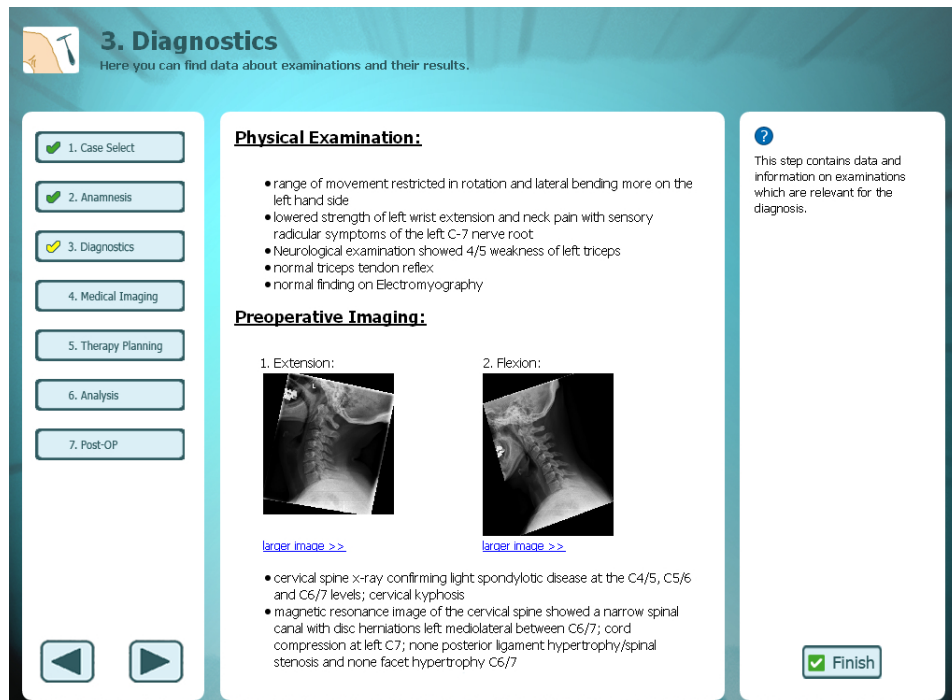 3. Diagnostics
Here you can find data about examinations and their results.
1. Case Select
2. Anamnesis
3. Diagnostics
4. Medical Imaging
5. Therapy Planning
6. Analysis
7. Post-OP
Physical Examination:
• range of movement restricted in rotation and lateral bending more on the
left hand side
• lowered strength of left wrist extension and neck pain with sensory
radicular symptoms of the left C-7 nerve root
• Neurological examination showed 4/5 weakness of left triceps
• normal triceps tendon reflex
• normal finding on Electromyography
Preoperative Imaging:
1. Extension:
2. Flexion:
L
larger image >>
larger image >>
• cervical spine x-ray confirming light spondylotic disease at the C4/5, C5/6
and C6/7 levels; cervical kyphosis
• magnetic resonance image of the cervical spine showed a narrow spinal
canal with disc herniations left mediolateral between C6/7; cord
compression at left C7; none posterior ligament hypertrophy/spinal
stenosis and none facet hypertrophy C6/7
?
This step contains data and
information on examinations
which are relevant for the
diagnosis.
Finish